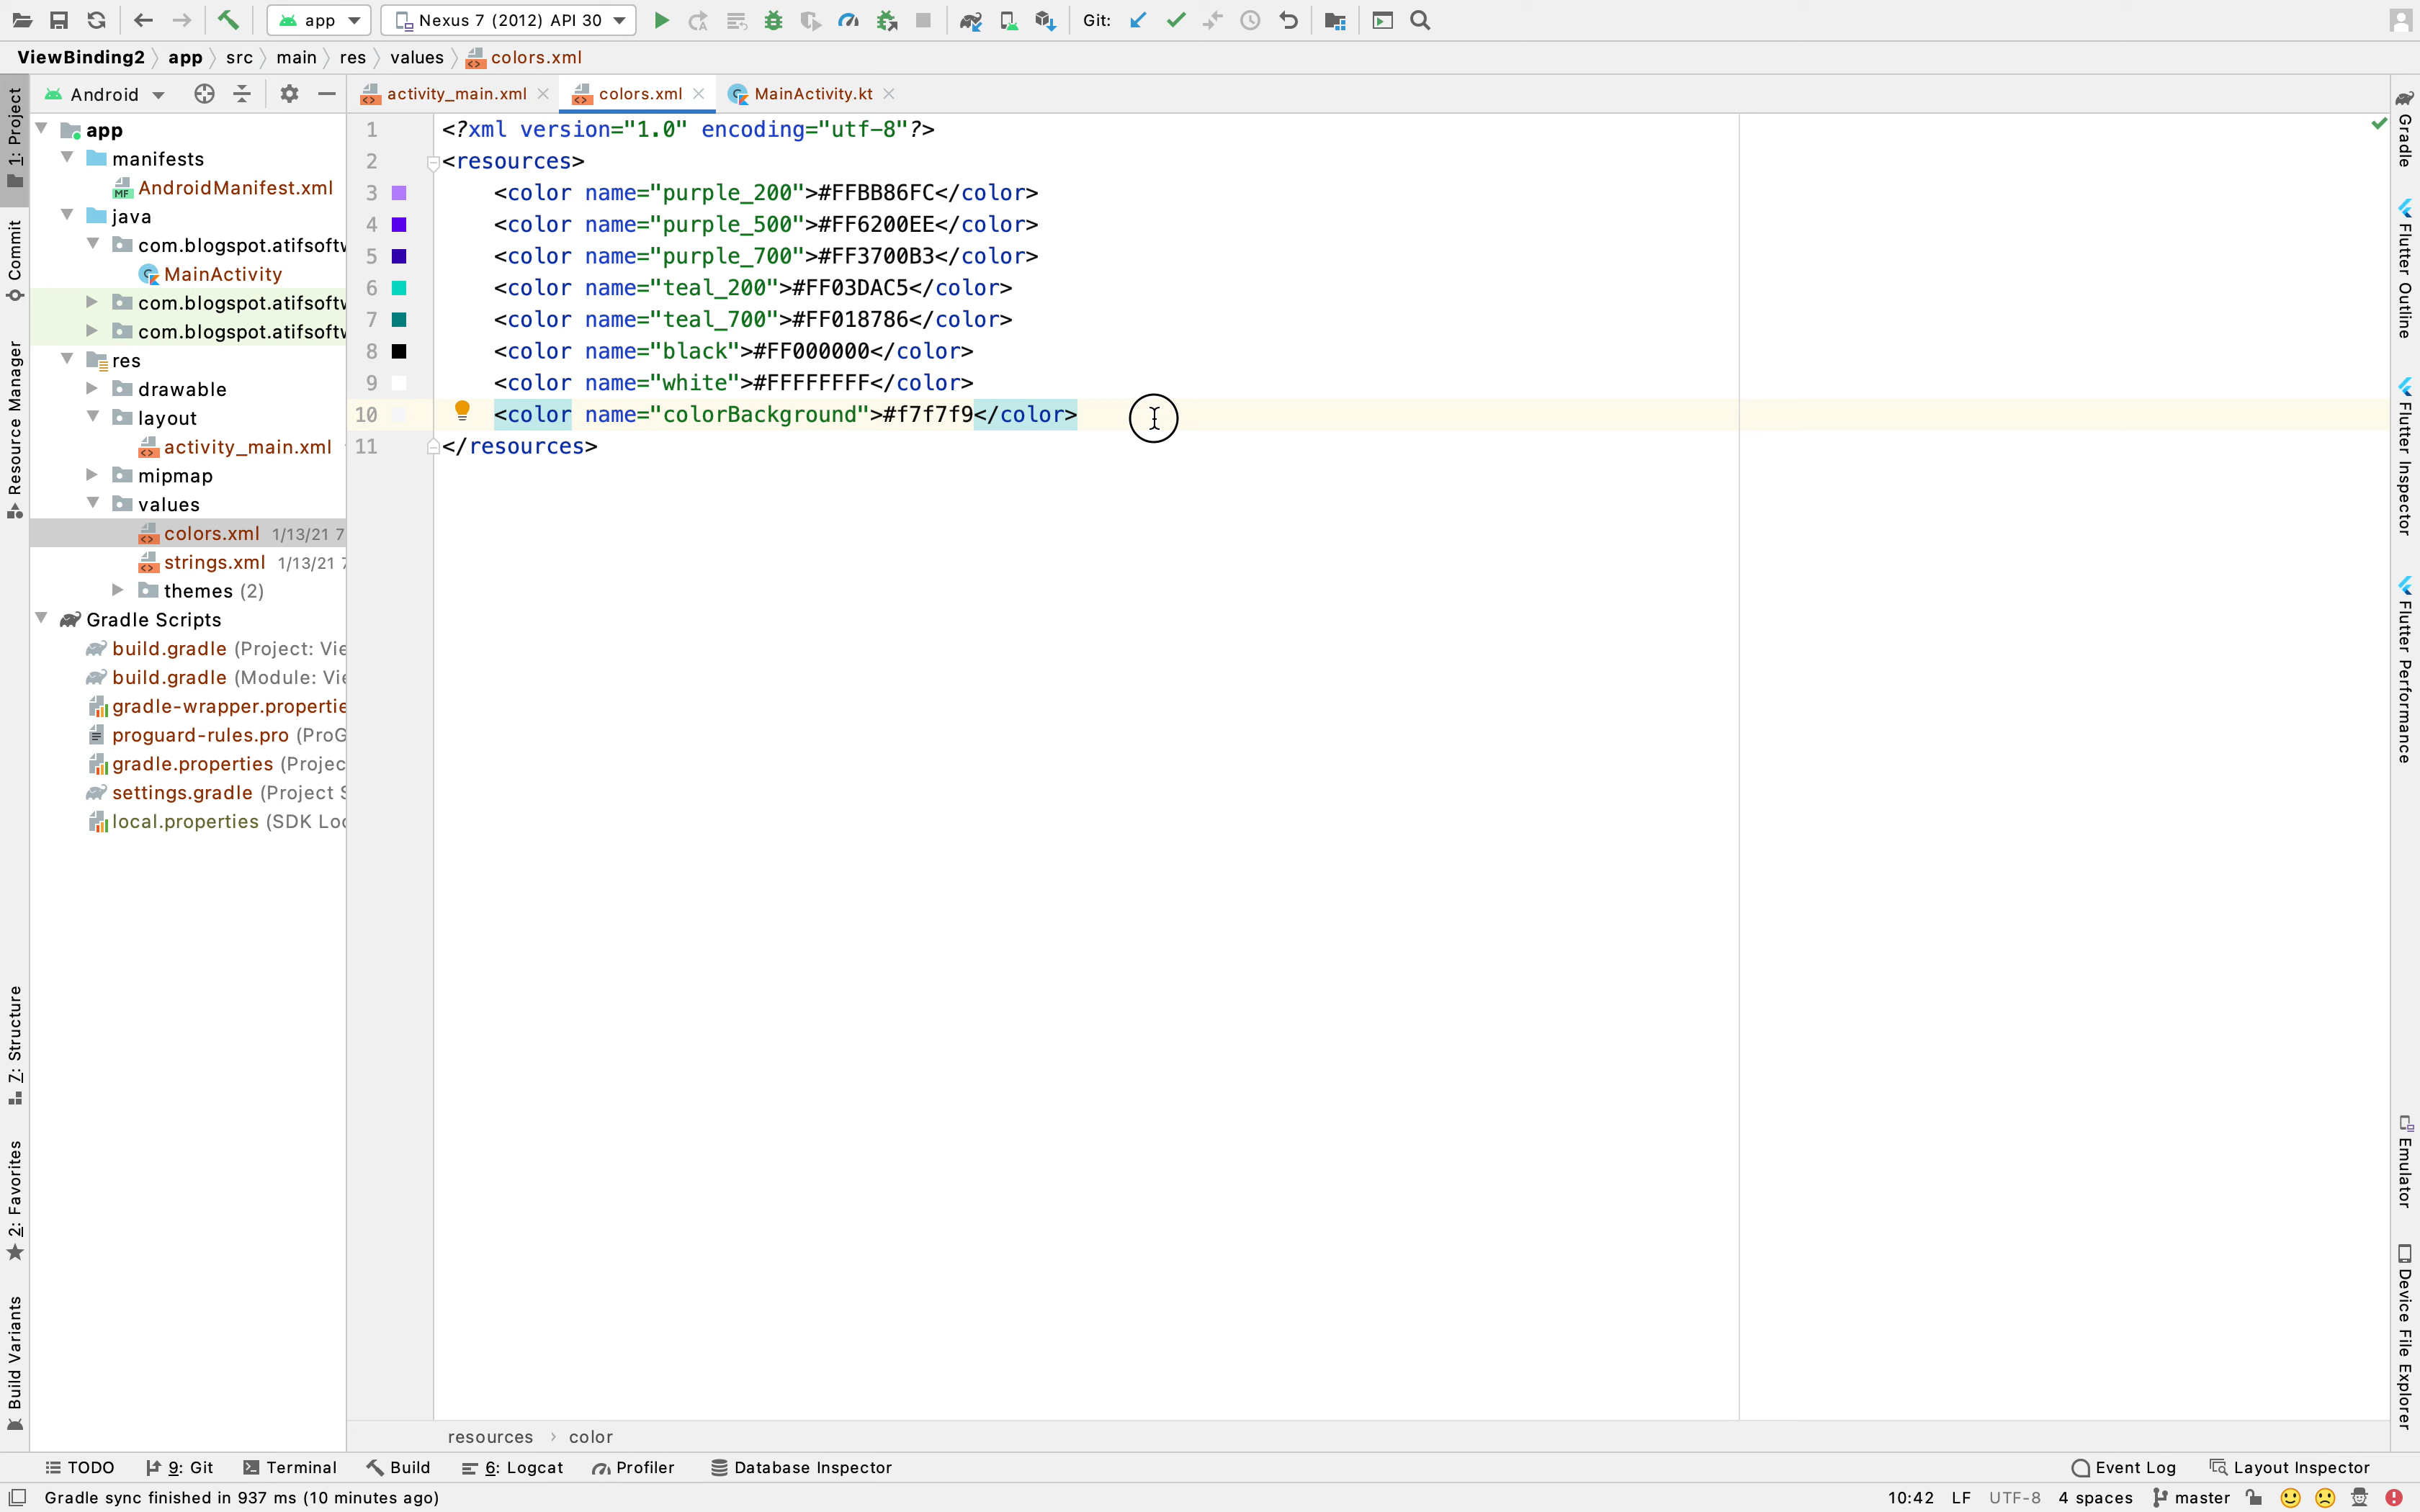 app
Nexus 7 (2012) API 30
Git:
ViewBinding2 app src main res values colors.xml
Android
activity_main.xml
colors.xml
MainActivity.kt
1: Project
Commit
Resource Manager
7: Structure
2: Favorites
Build Variants
app
manifests
AndroidManifest.xml
java
com.blogspot.atifsoftw
MainActivity
com.blogspot.atifsoftw
com.blogspot.atifsoftw
res
drawable
layout
activity_main.xml
mipmap
values
colors.xml 1/13/21 7
strings.xml 1/13/21 7
themes (2)
Gradle Scripts
build.gradle (Project: Vie
build.gradle (Module: Vie
gradle-wrapper.propertie
proguard-rules.pro (ProG
gradle.properties (Projec
settings.gradle (Project S
local.properties (SDK Loc
1 <?xml version="1.0" encoding="utf-8"?>
2 <resources>
3 <color name="purple_200">#FFBB86FC</color>
4 <color name="purple_500">#FF6200EE</color>
5 <color name="purple_700">#FF3700B3</color>
6 <color name="teal_200">#FF03DAC5</color>
7 <color name="teal_700">#FF018786</color>
8 <color name="black">#FF000000</color>
9 <color name="white">#FFFFFFFF</color>
10 <color name="colorBackground">#f7f7f9</color>
11 </resources>
Gradle
Flutter Outline
Flutter Inspector
Flutter Performance
Emulator
Device File Explorer
resources › color
TODO 9: Git Terminal Build 6: Logcat Profiler Database Inspector Event Log Layout Inspector
Gradle sync finished in 937 ms (10 minutes ago) 10:42 LF UTF-8 4 spaces master